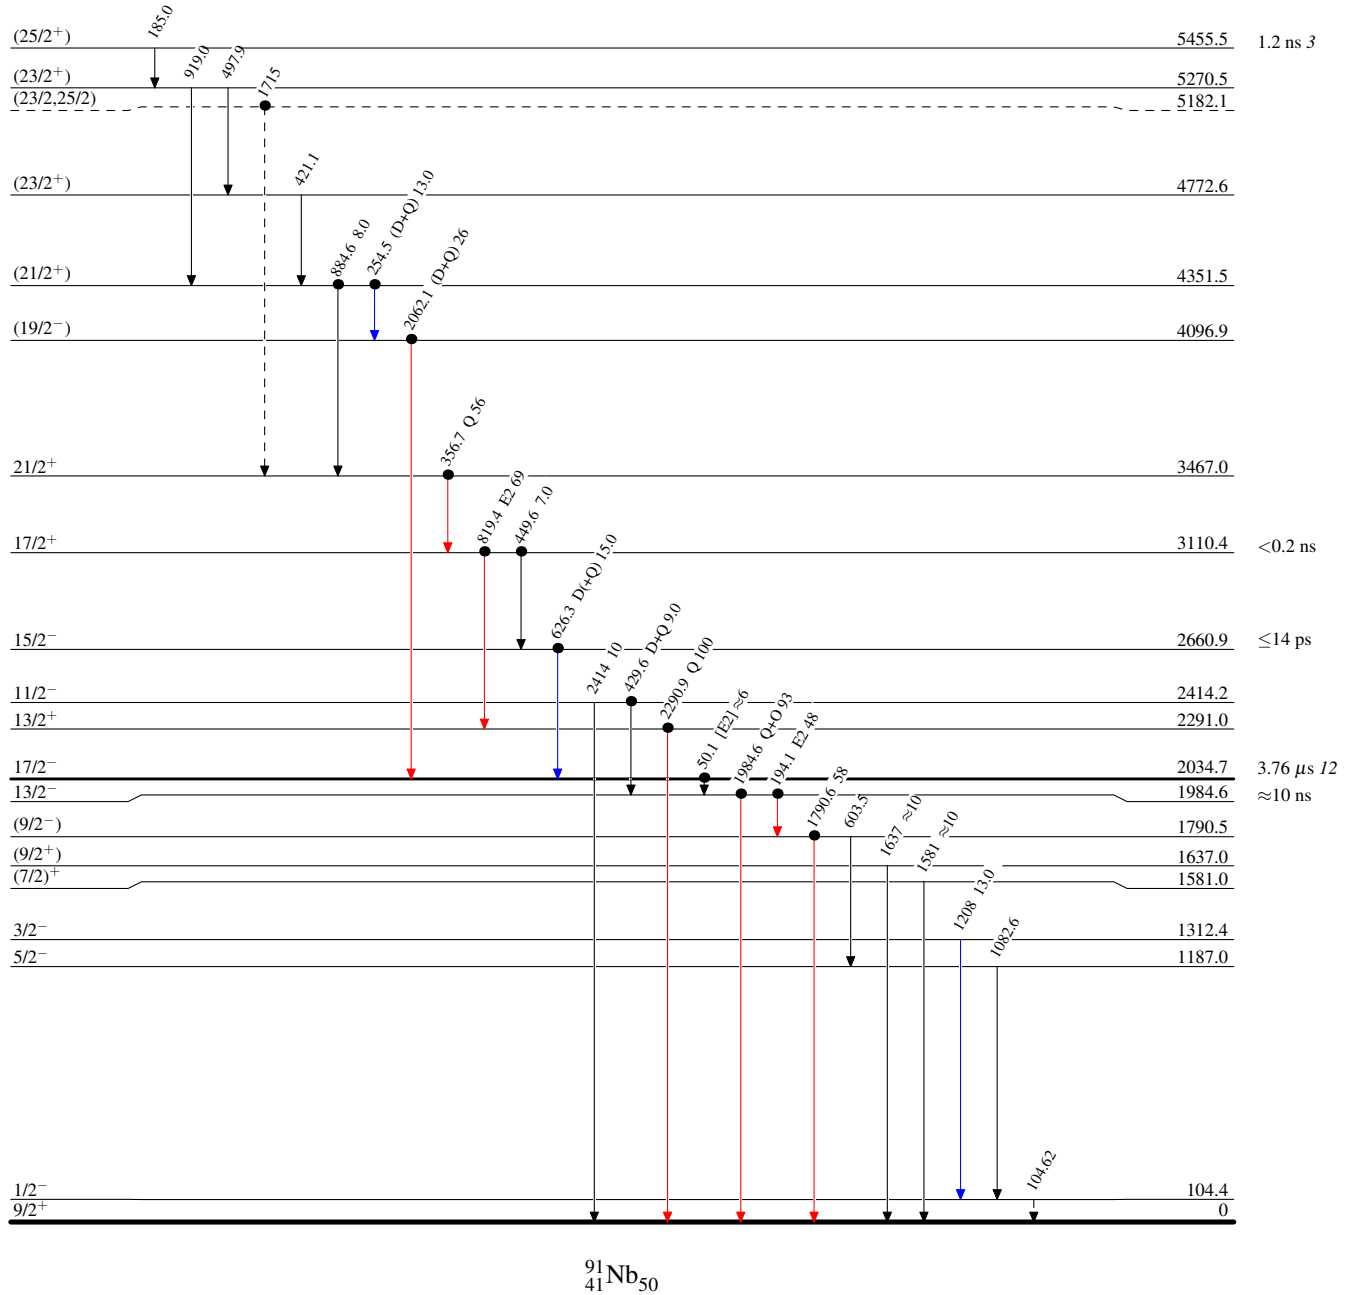 185.0
(25/2+) 5455.5 1.2 ns 3
919.0
497.9
1715
(23/2+) 5270.5
(23/2,25/2) 5182.1
421.1
(23/2+) 4772.6
884.6 8.0
254.5 (D+Q) 13.0
(21/2+) 4351.5
2062.1 (D+Q) 26
(19/2−) 4096.9
356.7 Q 56
21/2+ 3467.0
819.4 E2 69
449.6 7.0
17/2+ 3110.4 <0.2 ns
626.3 D(+Q) 15.0
15/2− 2660.9 ≤14 ps
2414 10
429.6 D+Q 9.0
11/2− 2414.2
2290.9 Q 100
13/2+ 2291.0
50.1 [E2] ≈6
17/2− 2034.7 3.76 μs 12
1984.6 Q+O 93
194.1 E2 48
13/2− 1984.6 ≈10 ns
1790.6 58
603.5
(9/2−) 1790.5
1637 ≈10
(9/2+) 1637.0
1581 ≈10
(7/2)+ 1581.0
1208 13.0
3/2− 1312.4
1082.6
5/2− 1187.0
104.62
1/2− 104.4
9/2+ 0
91
41Nb50